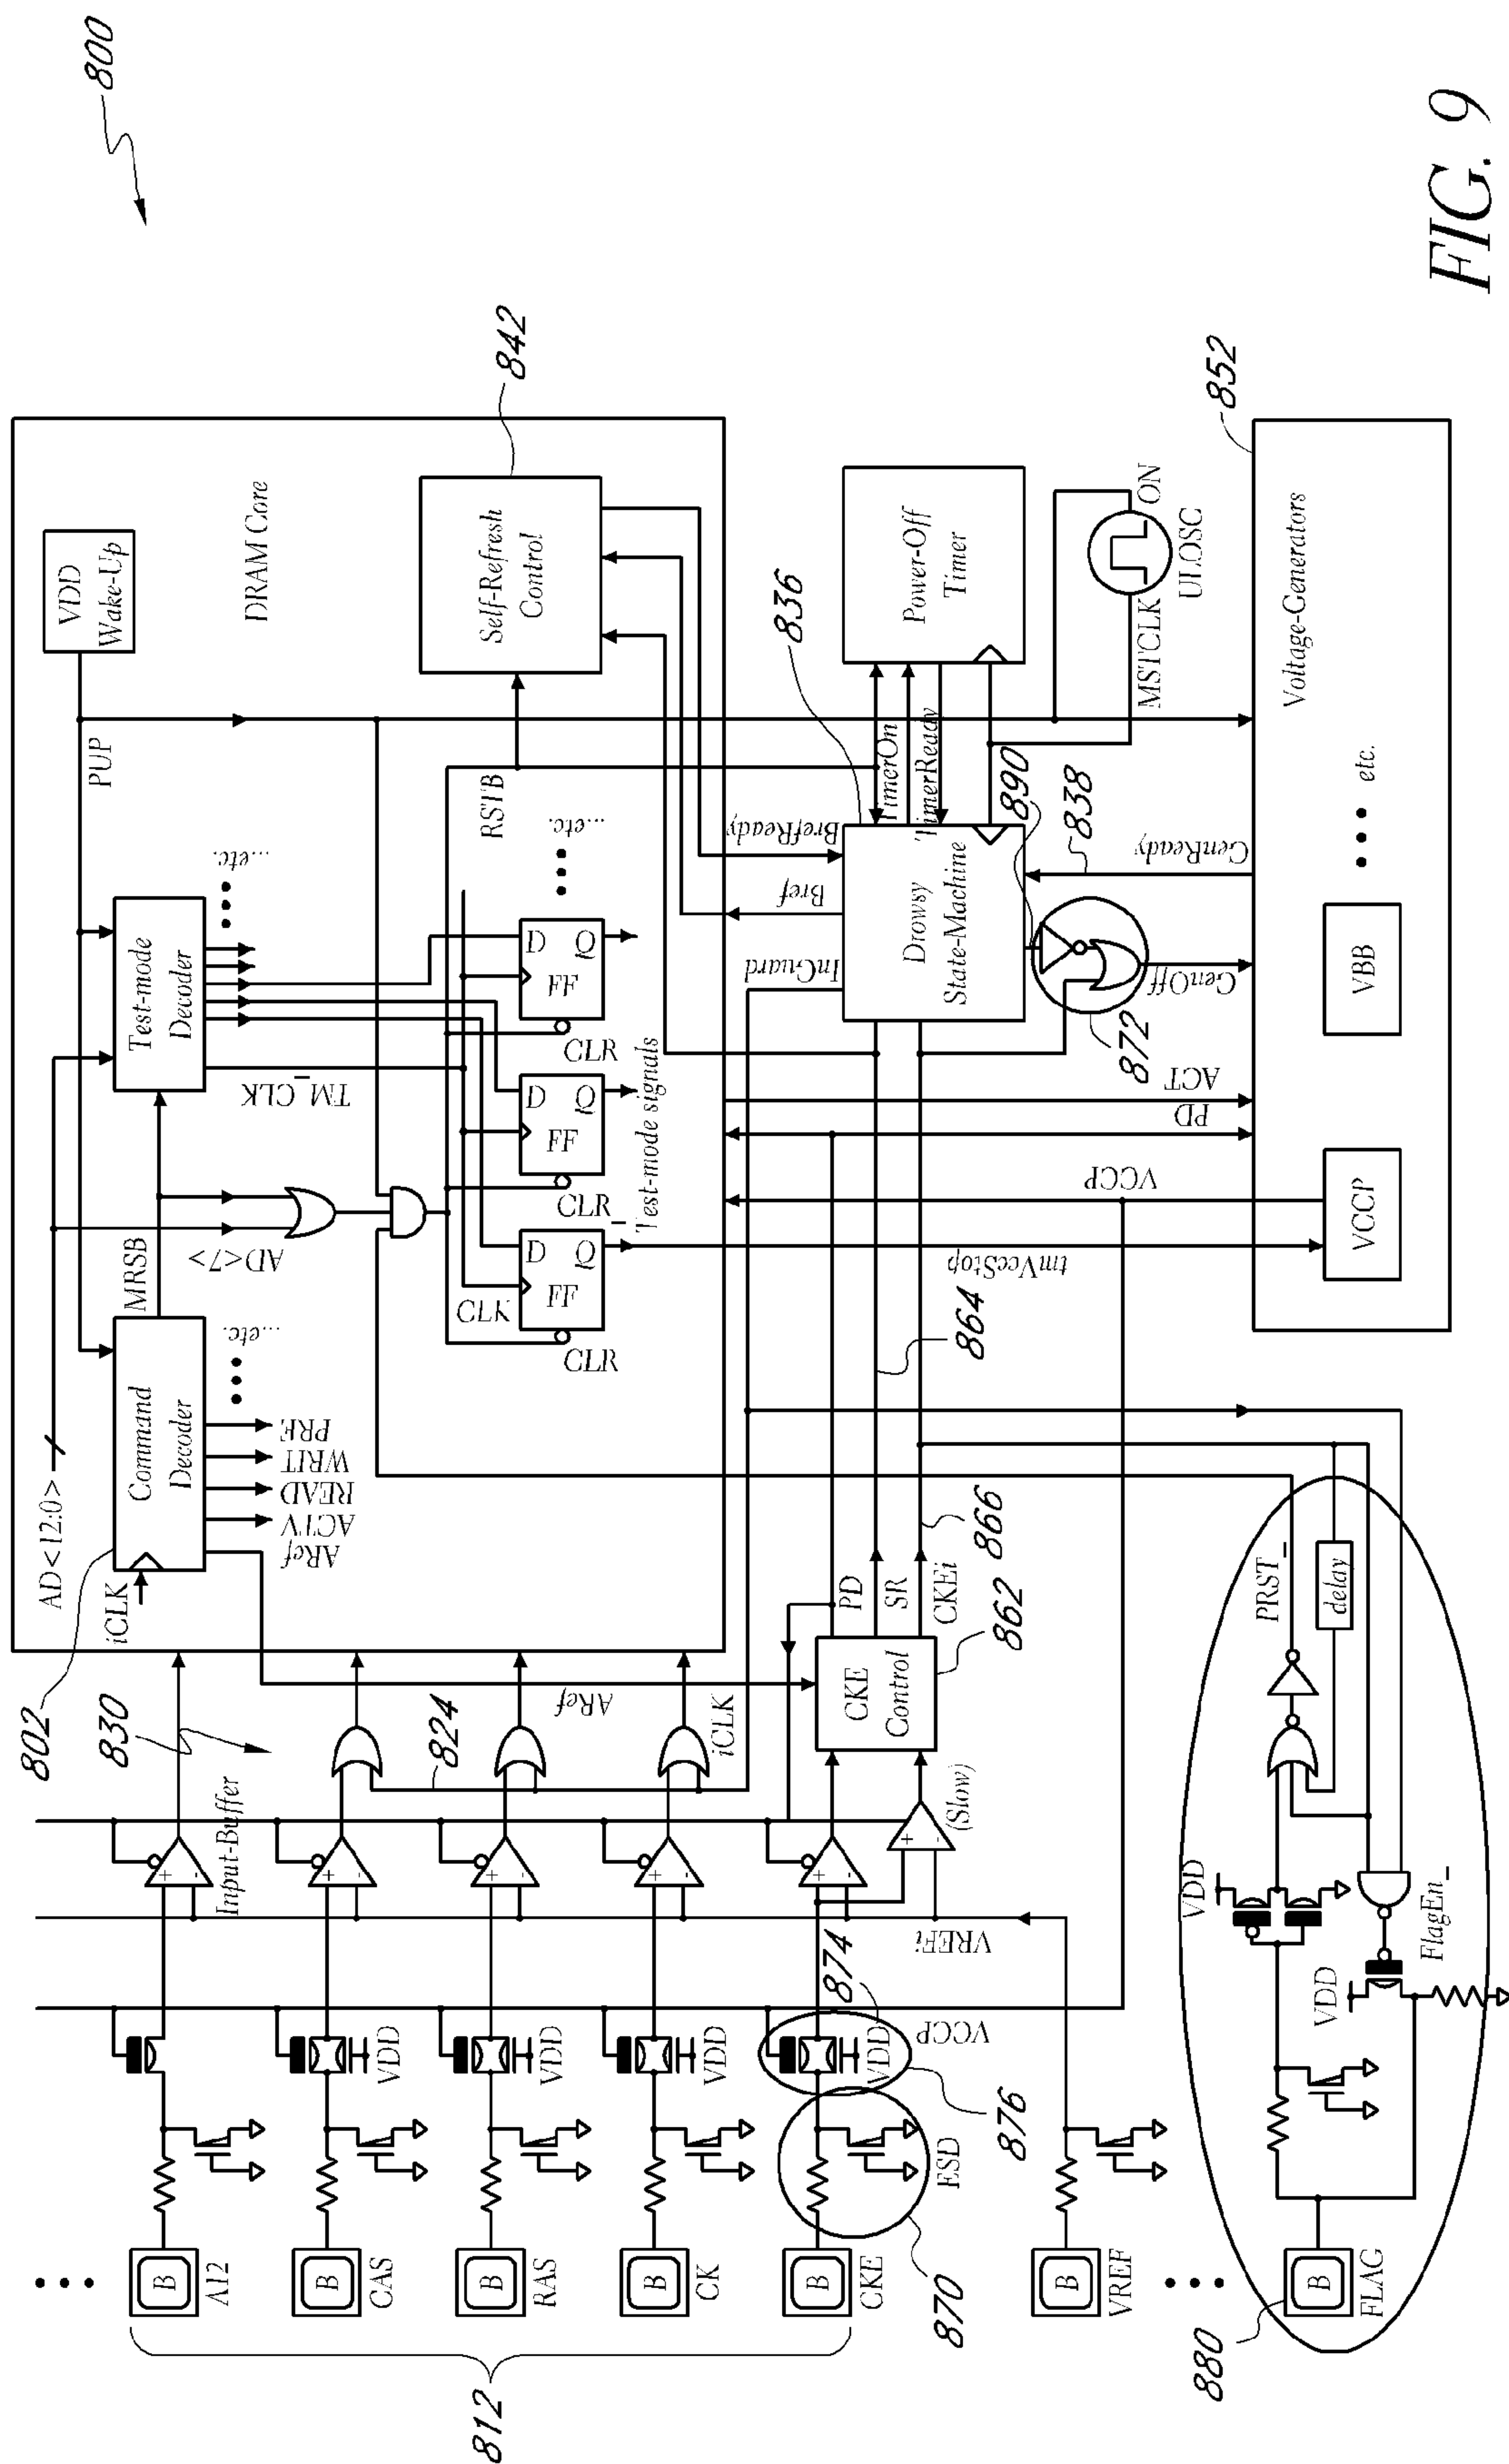 800
VDD
Wake-Up
DRAM Core
PUP
Test-mode
Decoder
...etc.
TM_CLK
MRSB
AD<7>
AD<12:0>
Command
Decoder
...etc.
PRE
WRIT
READ
ACTV
ARef
iCLK
802
842
Self-Refresh
Control
RSTB
...etc.
D
Q
FF
CLR
D
Q
FF
CLR_
D
Q
FF
CLK
CLR
Test-mode signals
830
Input-Buffer
824
ARef
iCLK
836
Power-Off
Timer
TimerOn
TimerReady
BrefReady
Bref
InGuard
Drowsy
State-Machine
ON
ULOSC
MSTCLK
890
838
GenReady
GenOff
872
ACT
PD
VCCP
tmVccStop
864
866
PD
SR
CKEi
862
CKE
Control
(Slow)
852
Voltage-Generators
etc.
VBB
VCCP
+
-
+
-
+
-
+
-
+
-
+
-
VREFi
874
VCCP
876
VDD
VDD
VDD
VDD
ESD
870
B
A12
B
CAS
B
RAS
B
CK
B
CKE
812
B
VREF
B
FLAG
880
PRST_
delay
VDD
VDD
FlagEn_
FIG. 9